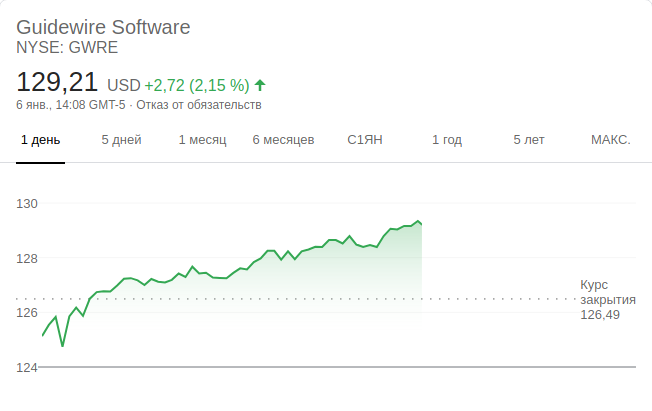 Guidewire Software
NYSE: GWRE
129,21 USD +2,72 (2,15 %)
6 янв., 14:08 GMT-5 · Отказ от обязательств
1 день 5 дней 1 месяц 6 месяцев С1ЯН 1 год 5 лет МАКС.
130
128
126
124
Курс
закрытия
126,49